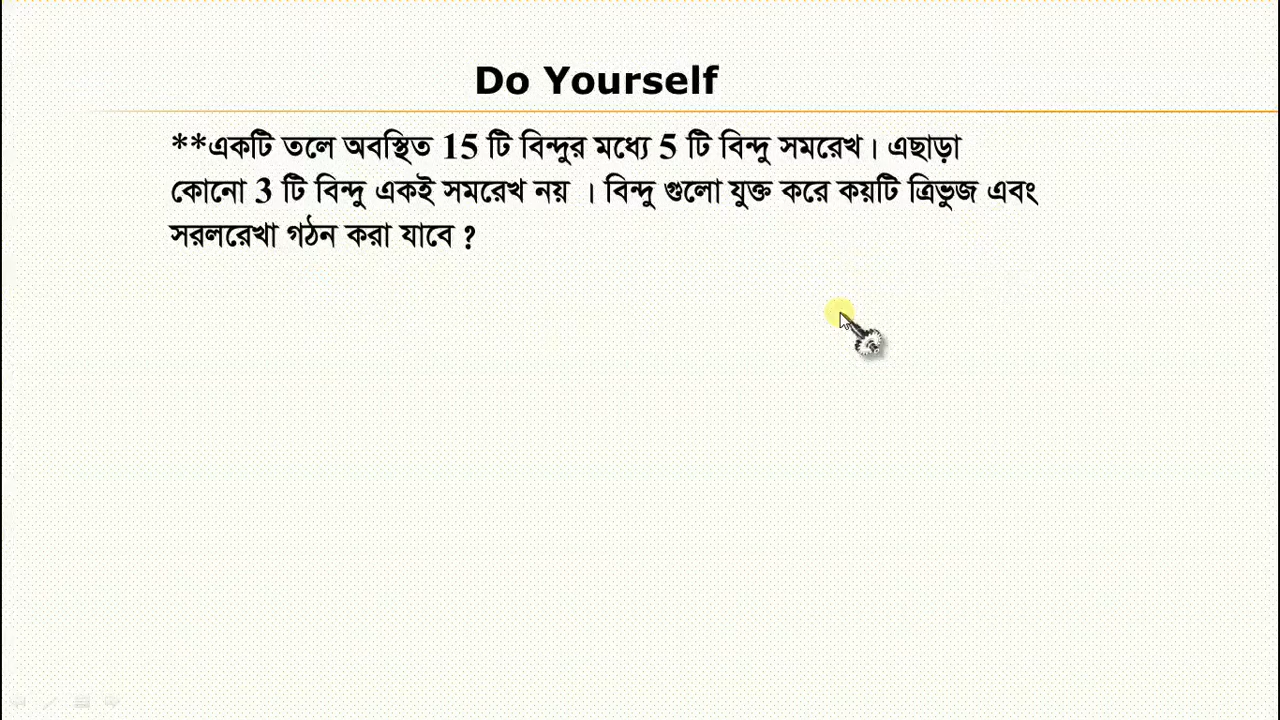 Do Yourself
**একটি তলে অবস্থিত 15 টি বিন্দুর মধ্যে 5 টি বিন্দু সমরেখ। এছাড়া
কোনো 3 টি বিন্দু একই সমরেখ নয় । বিন্দু গুলো যুক্ত করে কয়টি ত্রিভুজ এবং
সরলরেখা গঠন করা যাবে ?